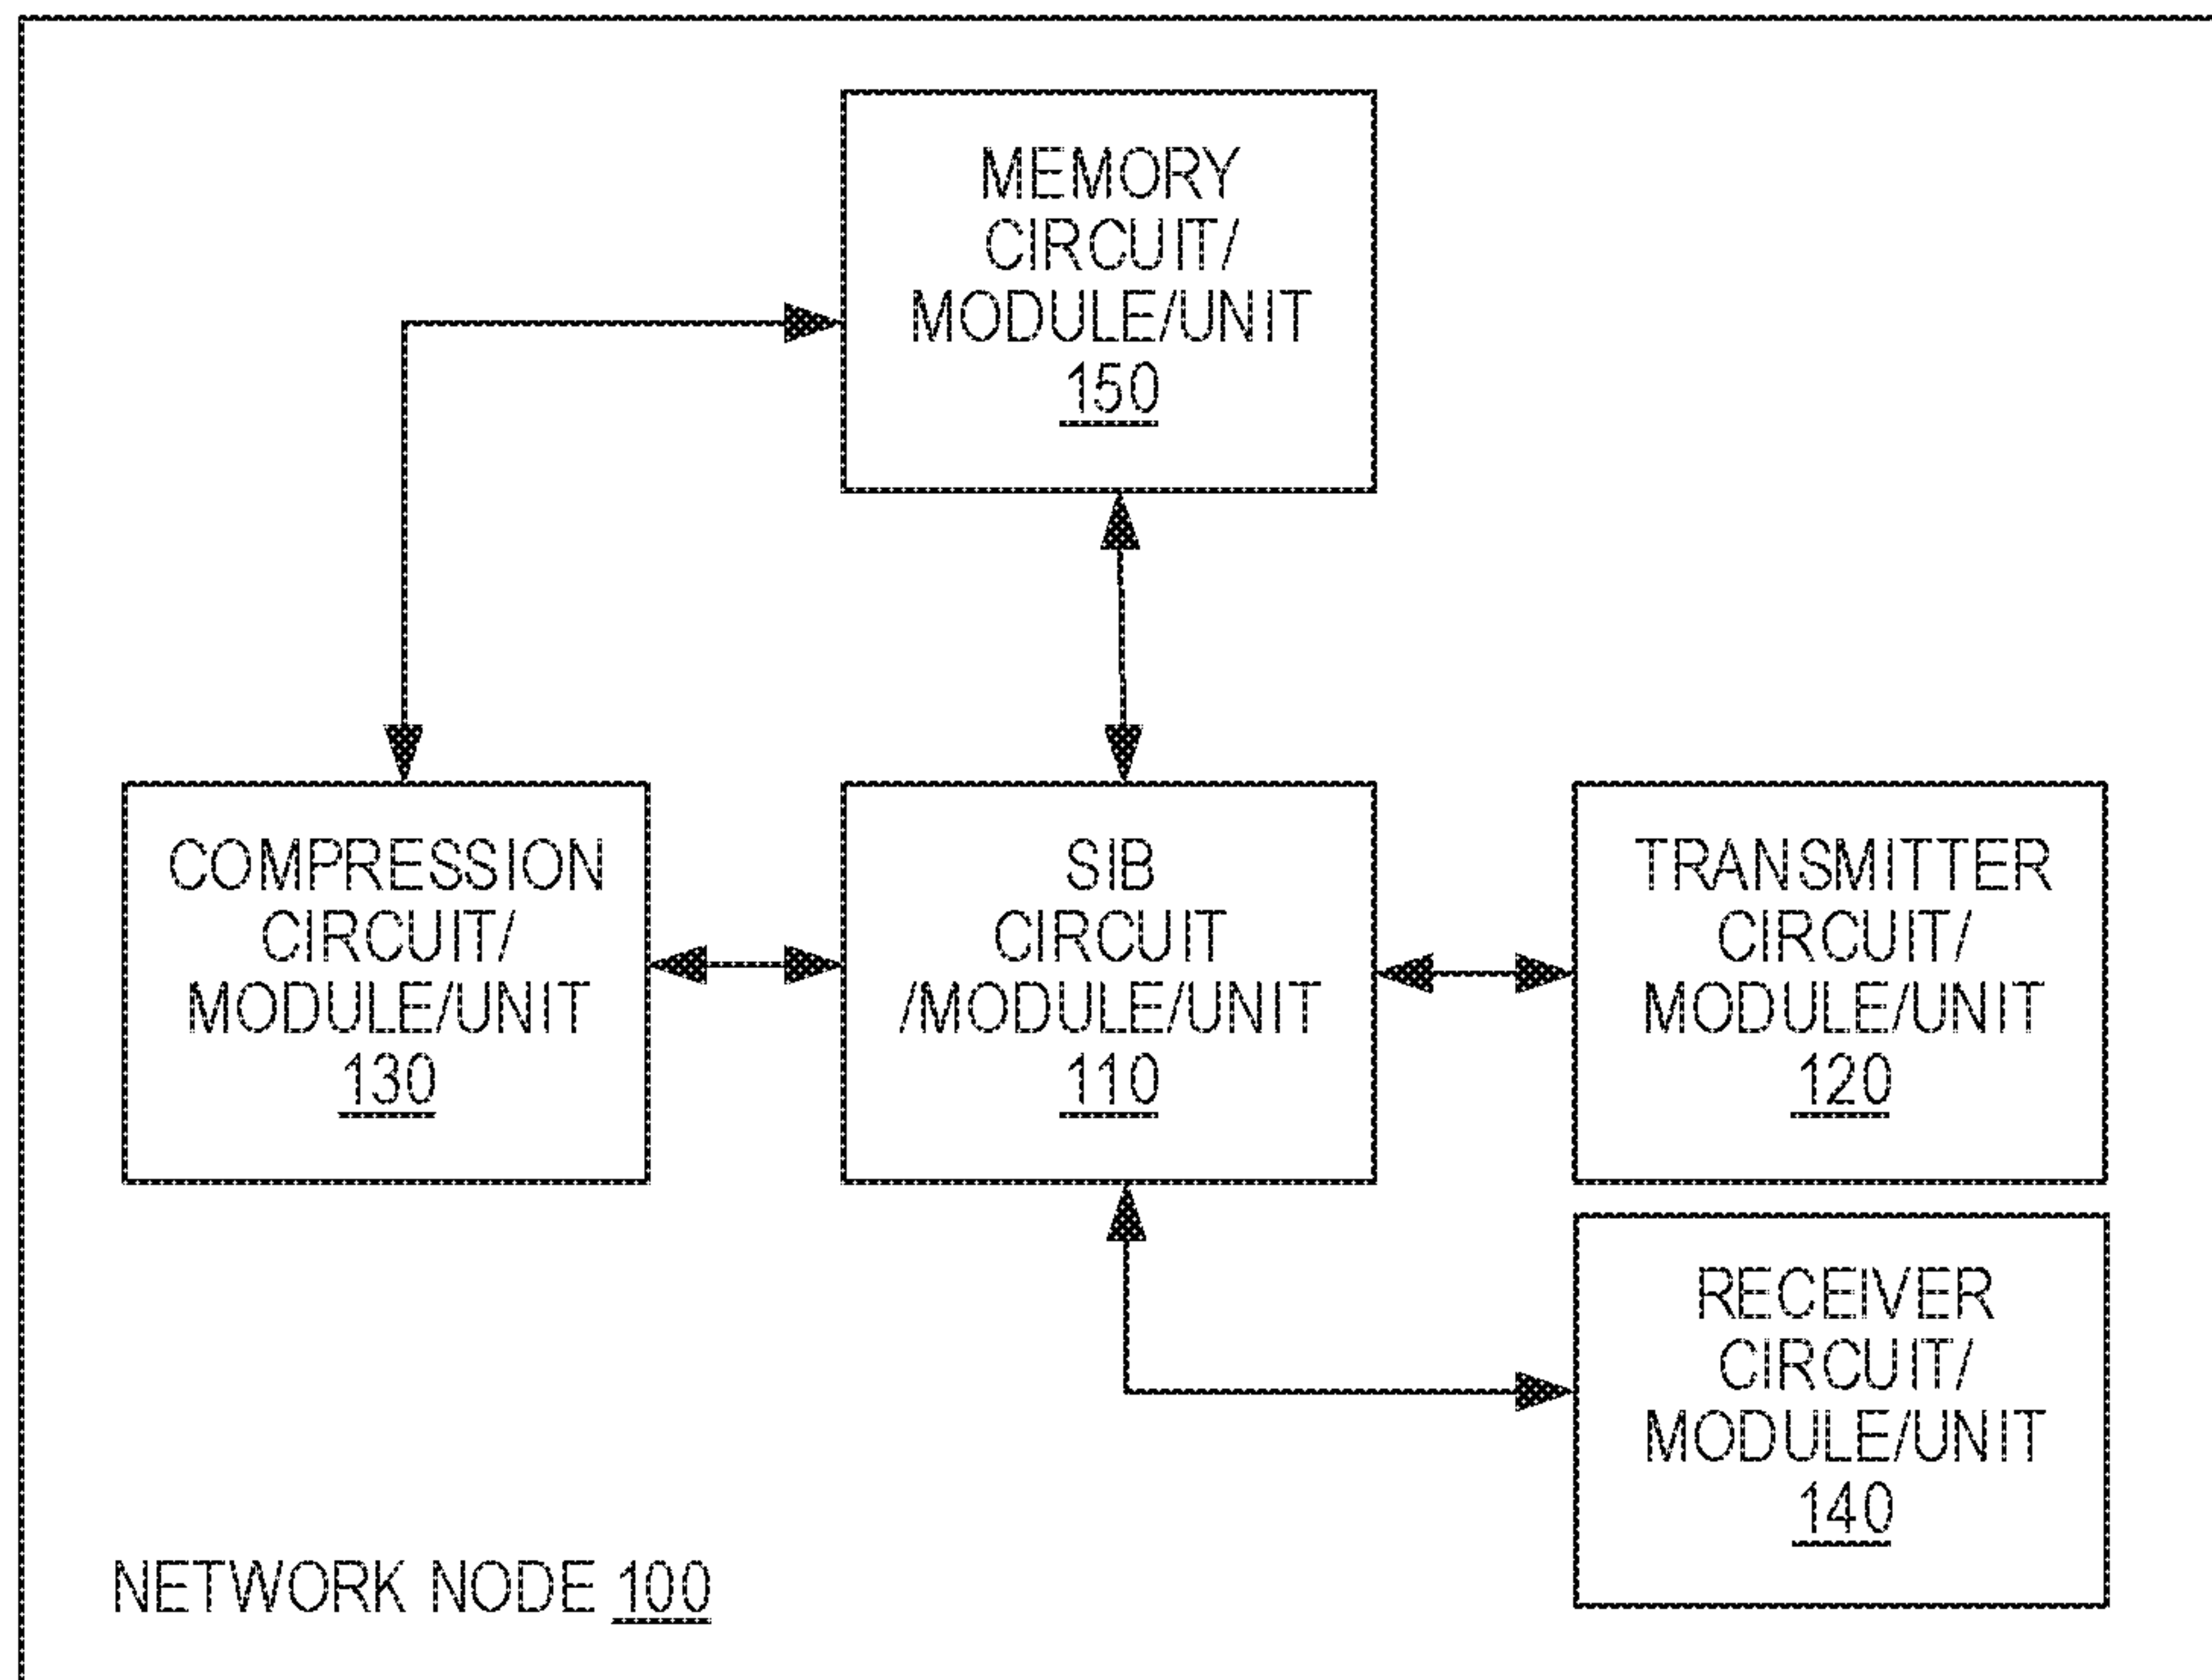 MEMORY
CIRCUIT/
MODULE/UNIT
150
COMPRESSION
CIRCUIT/
MODULE/UNIT
130
SIB
CIRCUIT
/MODULE/UNIT
110
TRANSMITTER
CIRCUIT/
MODULE/UNIT
120
RECEIVER
CIRCUIT/
MODULE/UNIT
140
NETWORK NODE 100